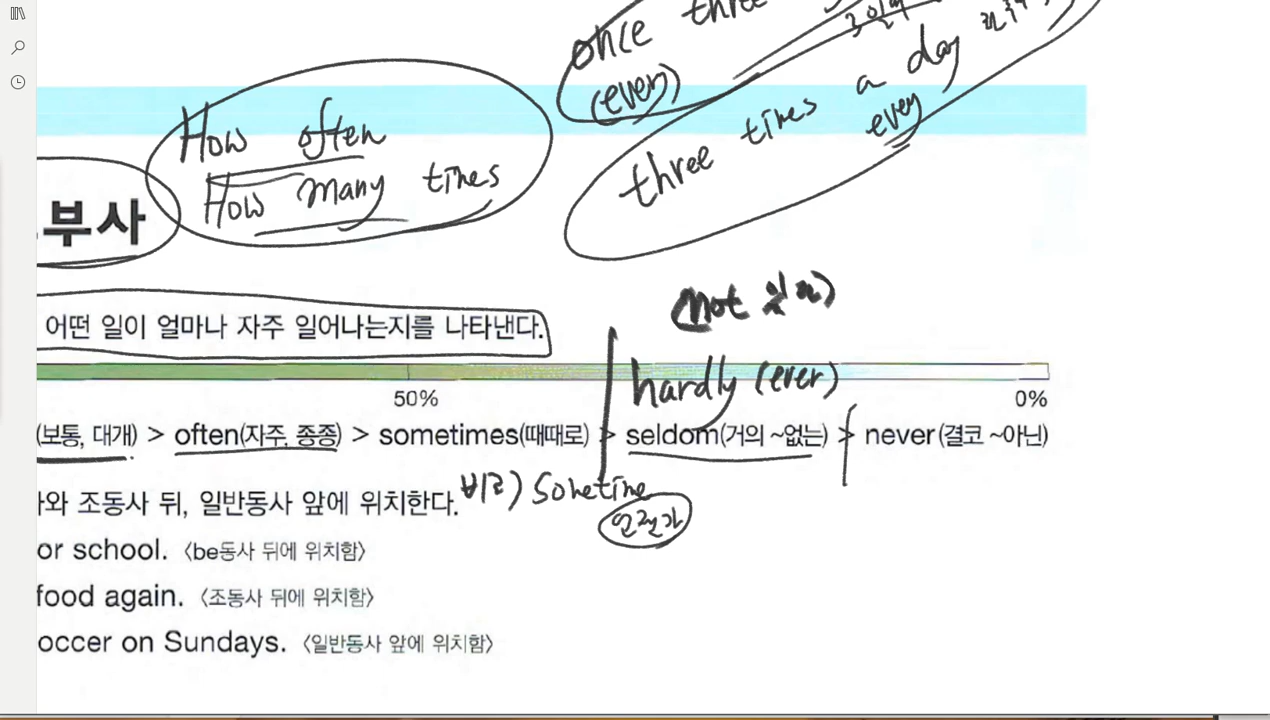 once three
(every)
three times a day
every
How often
How many times
부사
어떤 일이 얼마나 자주 일어나는지를 나타낸다.
(Not 있다)
hardly (ever)
50% 0%
(보통, 대개) > often(자주, 종종) > sometimes(때때로) > seldom(거의 ~없는) > never(결코 ~아닌)
와 조동사 뒤, 일반동사 앞에 위치한다.
비교) Sometime
언젠가
or school. 〈be동사 뒤에 위치함〉
food again. 〈조동사 뒤에 위치함〉
occer on Sundays. 〈일반동사 앞에 위치함〉